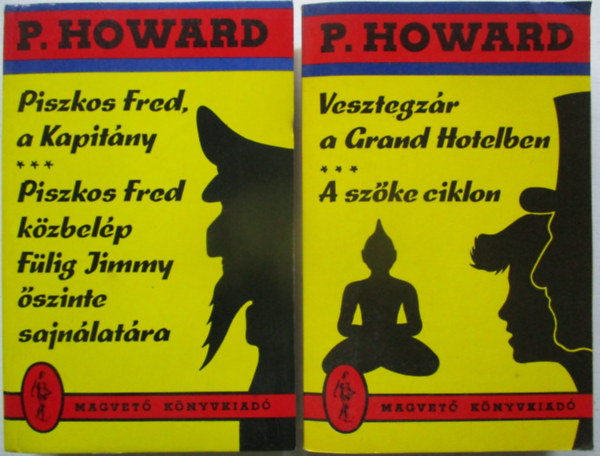 P. HOWARD
Piszkos Fred,
a Kapitány
***
Piszkos Fred
közbelép
Fülig Jimmy
őszinte
sajnálatára
MAGVETŐ KÖNYVKIADÓ
P. HOWARD
Vesztegzár
a Grand Hotelben
***
A szőke ciklon
MAGVETŐ KÖNYVKIADÓ